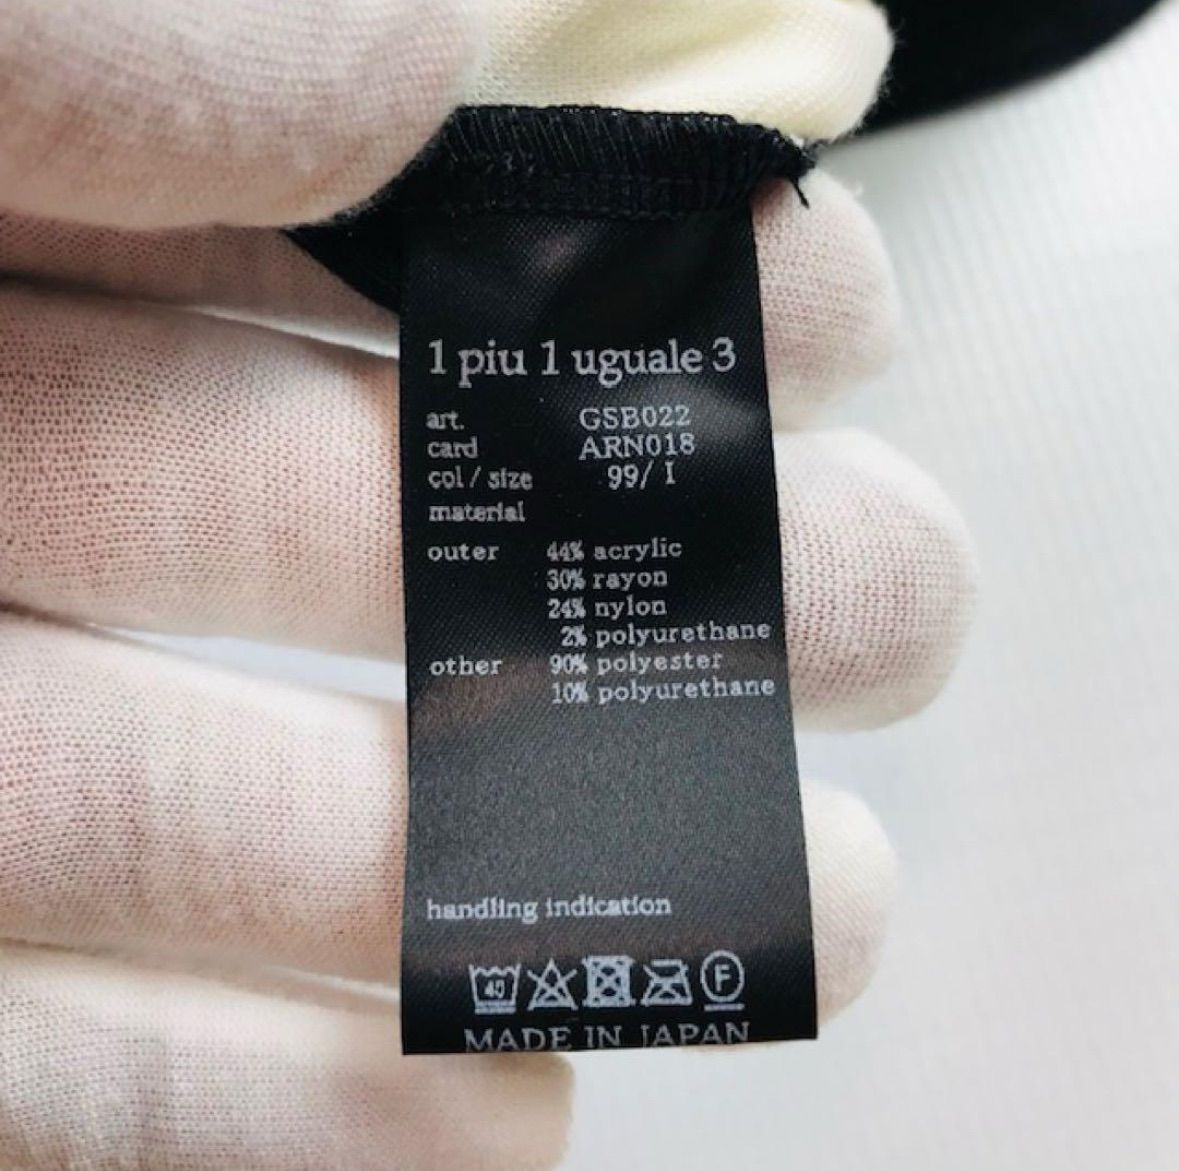 1 piu 1 uguale 3
art. GSB022
card ARN018
col / size 99/ I
material
outer 44% acrylic
30% rayon
24% nylon
2% polyurethane
other 90% polyester
10% polyurethane
handling indication
40 F
MADE IN JAPAN